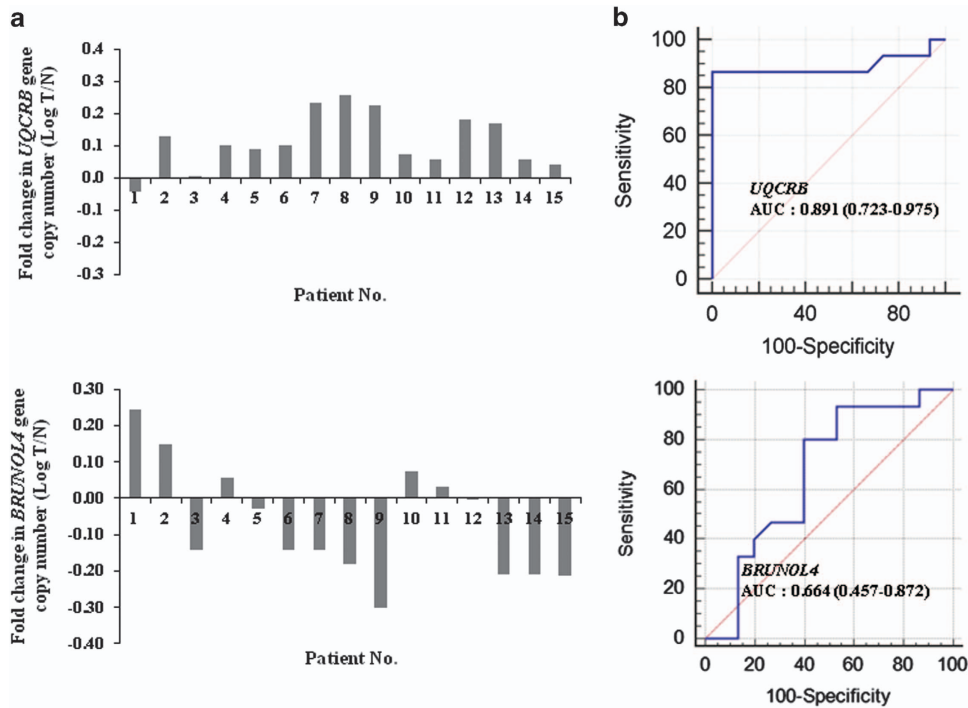 a
Fold change in UQCRB gene
copy number (Log T/N)
0.4
0.3
0.2
0.1
0.0
-0.1
-0.2
-0.3
1 2 3 4 5 6 7 8 9 10 11 12 13 14 15
Patient No.
b
Sensitivity
100
80
60
40
20
0
UQCRB
AUC : 0.891 (0.723-0.975)
0 40 80
100-Specificity
Fold change in BRUNOL4 gene
copy number (Log T/N)
0.30
0.20
0.10
0.00
-0.10
-0.20
-0.30
-0.40
1 2 3 4 5 6 7 8 9 10 11 12 13 14 15
Patient No.
Sensitivity
100
80
60
40
20
0
BRUNOL4
AUC : 0.664 (0.457-0.872)
0 20 40 60 80 100
100-Specificity